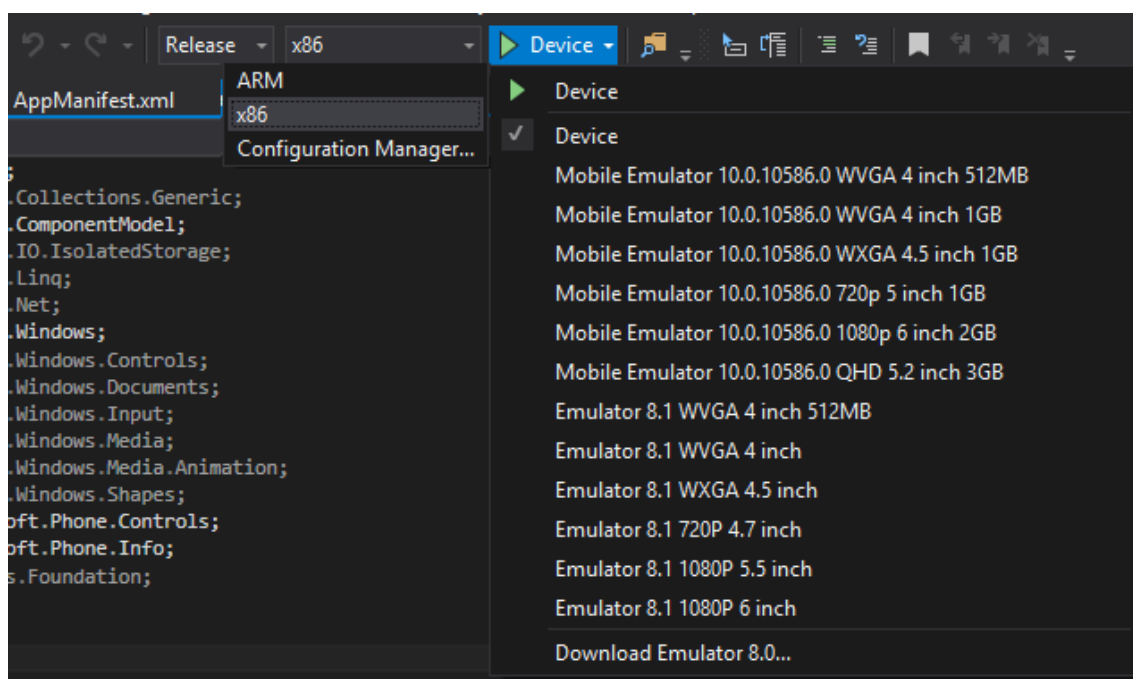 Release x86 Device
ARM
x86
Configuration Manager...
AppManifest.xml
;
.Collections.Generic;
.ComponentModel;
.IO.IsolatedStorage;
.Linq;
.Net;
.Windows;
.Windows.Controls;
.Windows.Documents;
.Windows.Input;
.Windows.Media;
.Windows.Media.Animation;
.Windows.Shapes;
oft.Phone.Controls;
oft.Phone.Info;
s.Foundation;
Device
Device
Mobile Emulator 10.0.10586.0 WVGA 4 inch 512MB
Mobile Emulator 10.0.10586.0 WVGA 4 inch 1GB
Mobile Emulator 10.0.10586.0 WXGA 4.5 inch 1GB
Mobile Emulator 10.0.10586.0 720p 5 inch 1GB
Mobile Emulator 10.0.10586.0 1080p 6 inch 2GB
Mobile Emulator 10.0.10586.0 QHD 5.2 inch 3GB
Emulator 8.1 WVGA 4 inch 512MB
Emulator 8.1 WVGA 4 inch
Emulator 8.1 WXGA 4.5 inch
Emulator 8.1 720P 4.7 inch
Emulator 8.1 1080P 5.5 inch
Emulator 8.1 1080P 6 inch
Download Emulator 8.0...